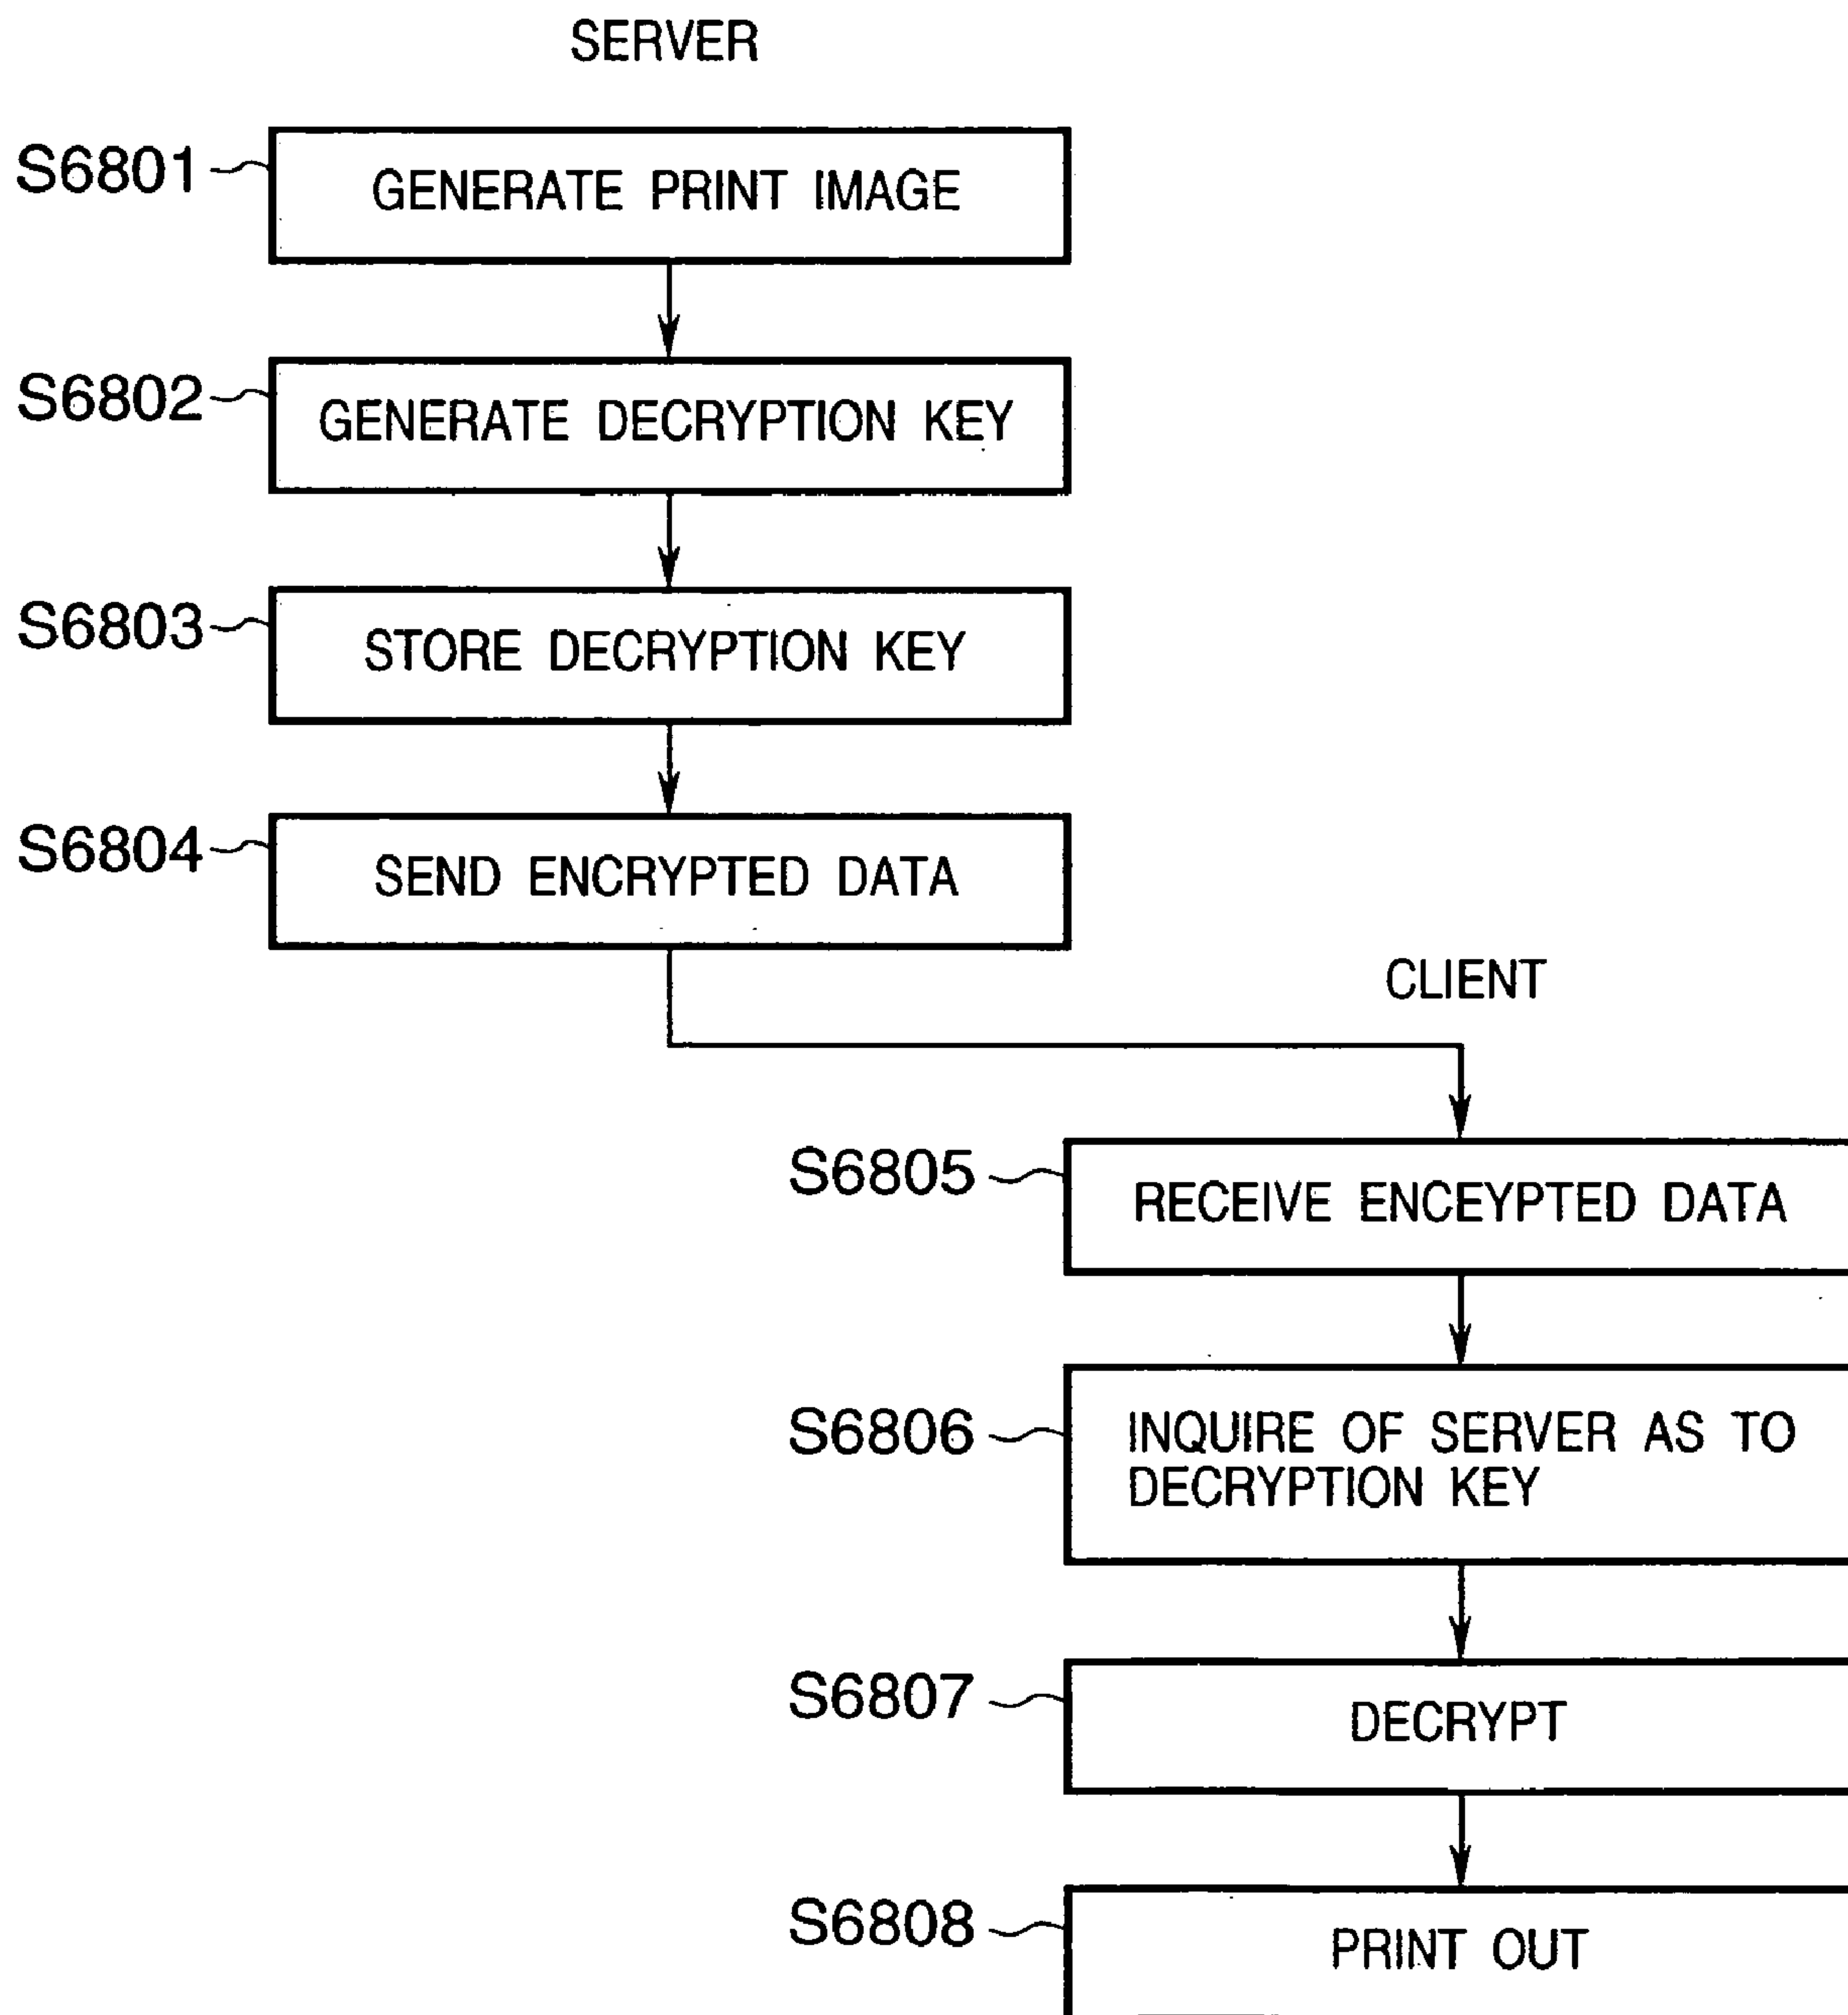 SERVER
S6801
GENERATE PRINT IMAGE
S6802
GENERATE DECRYPTION KEY
S6803
STORE DECRYPTION KEY
S6804
SEND ENCRYPTED DATA
CLIENT
S6805
RECEIVE ENCEYPTED DATA
S6806
INQUIRE OF SERVER AS TO
DECRYPTION KEY
S6807
DECRYPT
S6808
PRINT OUT